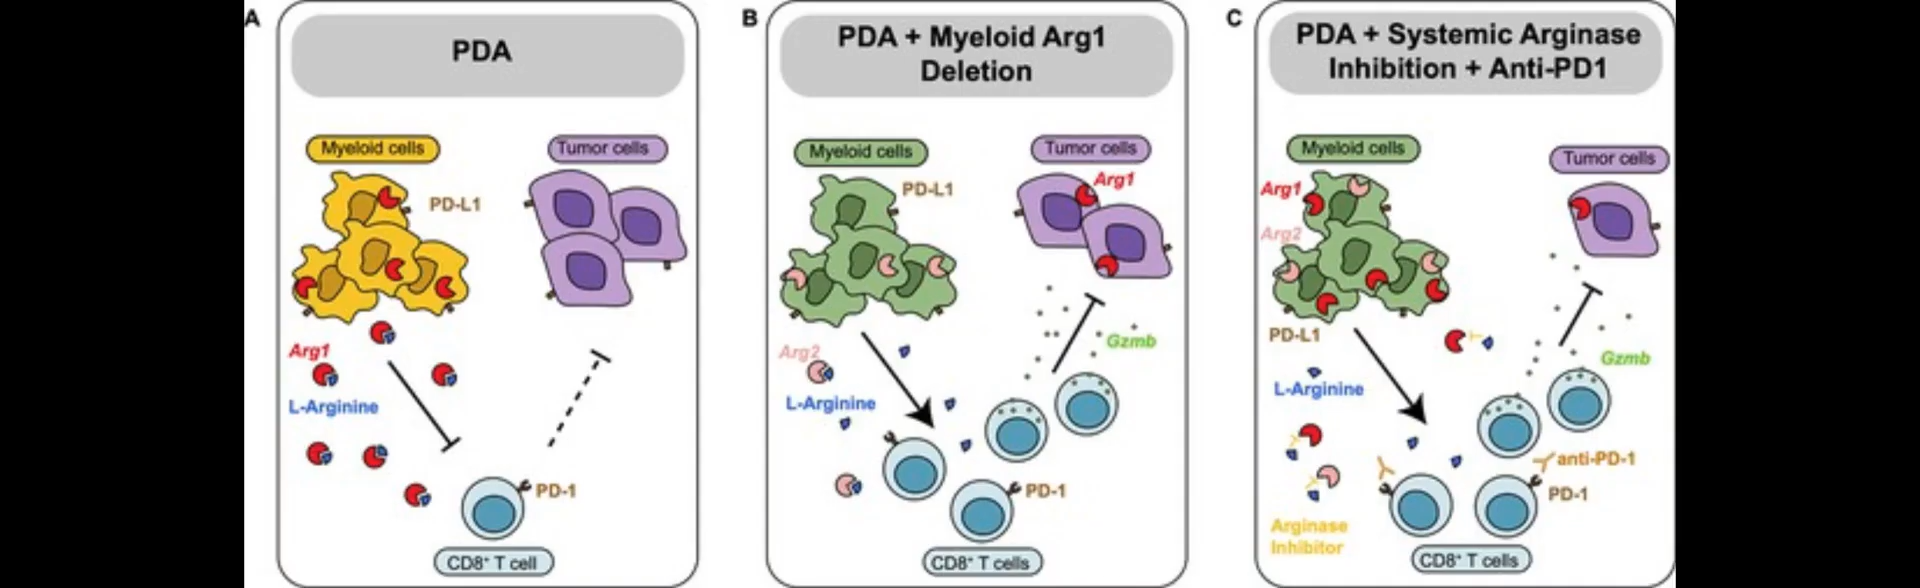 A
PDA
Myeloid cells
Tumor cells
PD-L1
Arg1
L-Arginine
PD-1
CD8+ T cell
B
PDA + Myeloid Arg1
Deletion
Myeloid cells
Tumor cells
PD-L1
Arg1
Arg2
Gzmb
L-Arginine
PD-1
CD8+ T cells
C
PDA + Systemic Arginase
Inhibition + Anti-PD1
Myeloid cells
Tumor cells
Arg1
Arg2
PD-L1
Gzmb
L-Arginine
anti-PD-1
PD-1
Arginase
Inhibitor
CD8+ T cells